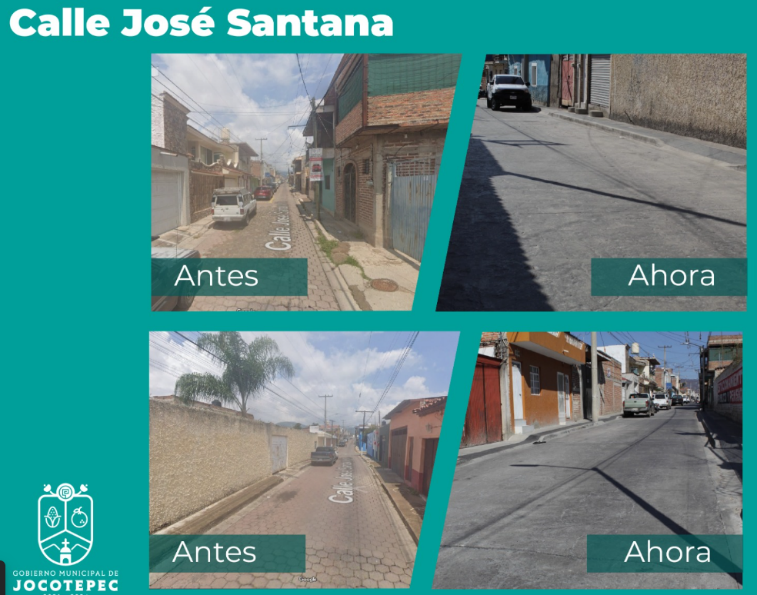 Calle José Santana
Antes
Ahora
Antes
Ahora
GOBIERNO MUNICIPAL DE
JOCOTEPEC